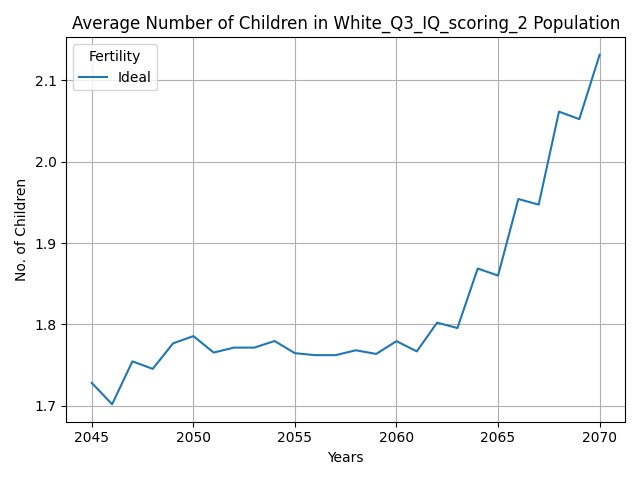 Average Number of Children in White_Q3_IQ_scoring_2 Population
Fertility
Ideal
No. of Children
2.1
2.0
1.9
1.8
1.7
2045 2050 2055 2060 2065 2070
Years